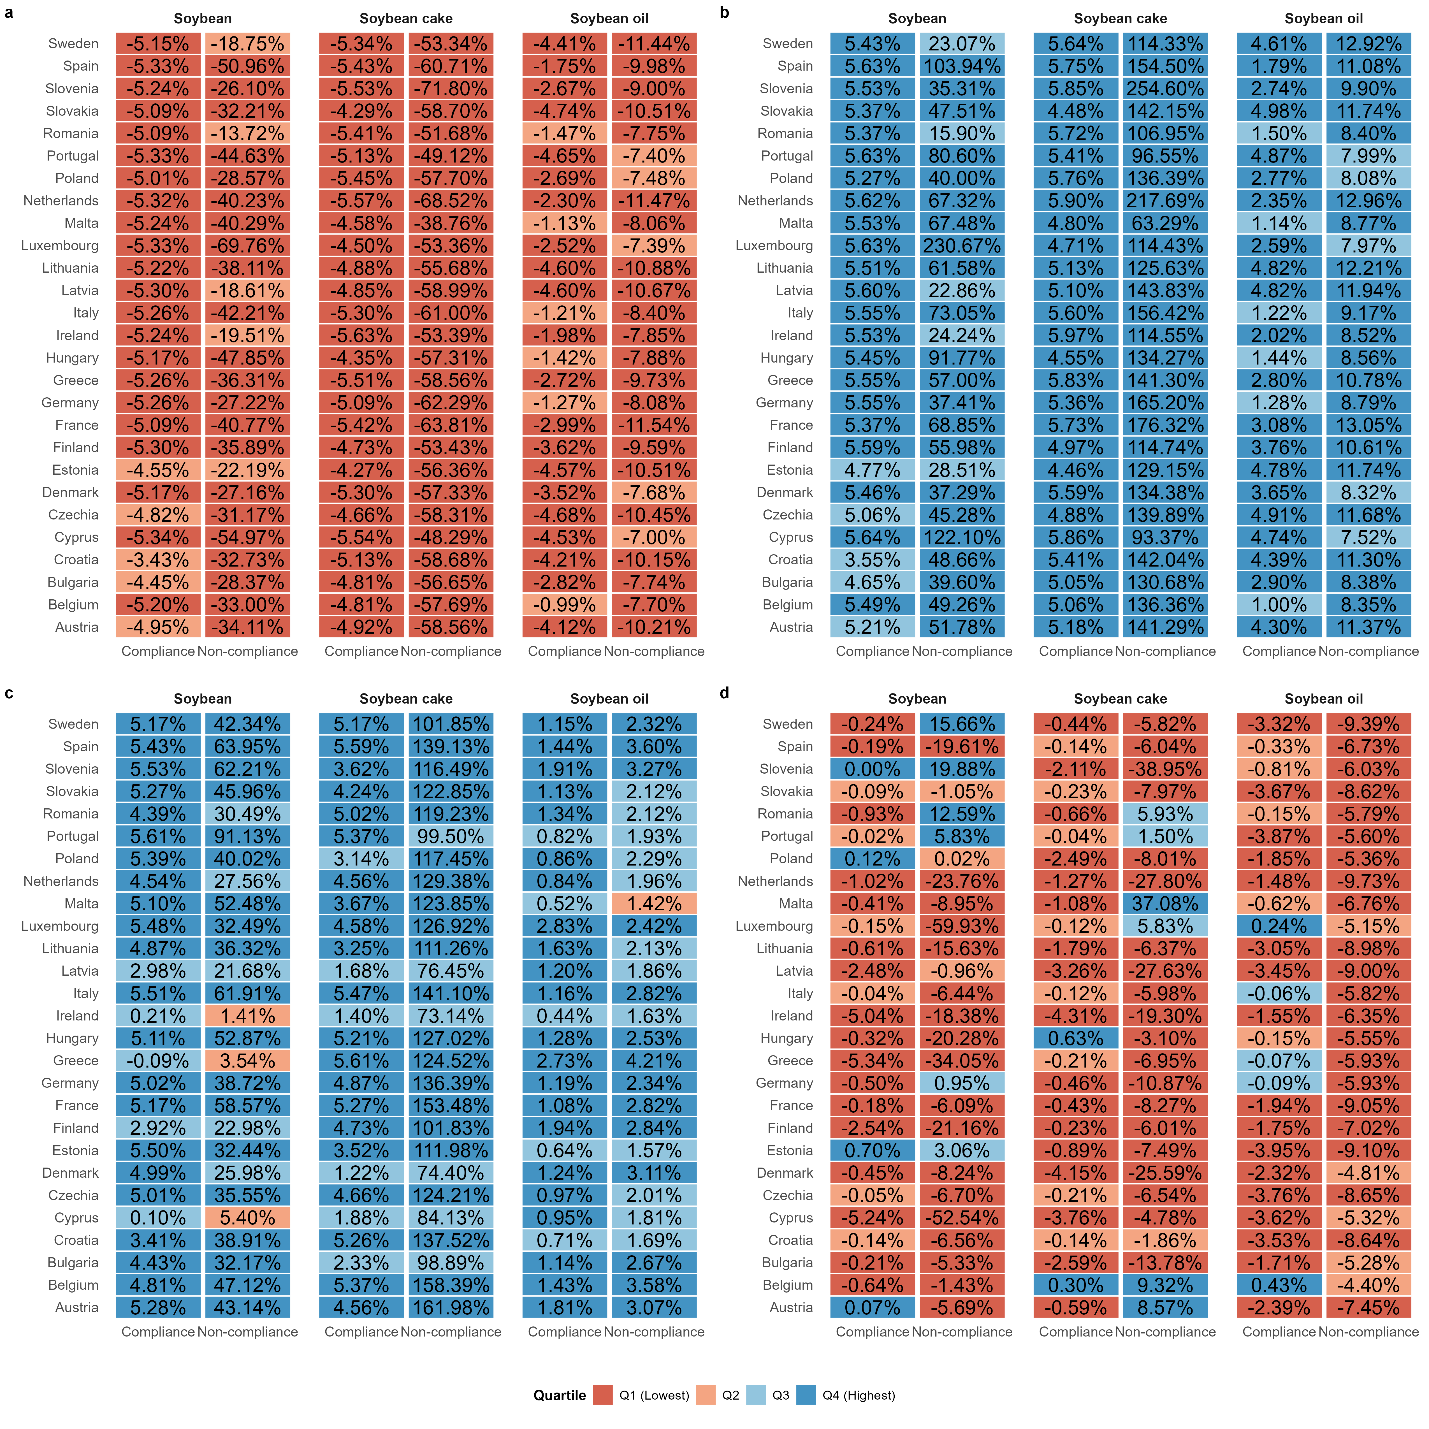 a b
Soybean Soybean cake Soybean oil Soybean Soybean cake Soybean oil
Sweden -5.15% -18.75% -5.34% -53.34% -4.41% -11.44% Sweden 5.43% 23.07% 5.64% 114.33% 4.61% 12.92%
Spain -5.33% -50.96% -5.43% -60.71% -1.75% -9.98% Spain 5.63% 103.94% 5.75% 154.50% 1.79% 11.08%
Slovenia -5.24% -26.10% -5.53% -71.80% -2.67% -9.00% Slovenia 5.53% 35.31% 5.85% 254.60% 2.74% 9.90%
Slovakia -5.09% -32.21% -4.29% -58.70% -4.74% -10.51% Slovakia 5.37% 47.51% 4.48% 142.15% 4.98% 11.74%
Romania -5.09% -13.72% -5.41% -51.68% -1.47% -7.75% Romania 5.37% 15.90% 5.72% 106.95% 1.50% 8.40%
Portugal -5.33% -44.63% -5.13% -49.12% -4.65% -7.40% Portugal 5.63% 80.60% 5.41% 96.55% 4.87% 7.99%
Poland -5.01% -28.57% -5.45% -57.70% -2.69% -7.48% Poland 5.27% 40.00% 5.76% 136.39% 2.77% 8.08%
Netherlands -5.32% -40.23% -5.57% -68.52% -2.30% -11.47% Netherlands 5.62% 67.32% 5.90% 217.69% 2.35% 12.96%
Malta -5.24% -40.29% -4.58% -38.76% -1.13% -8.06% Malta 5.53% 67.48% 4.80% 63.29% 1.14% 8.77%
Luxembourg -5.33% -69.76% -4.50% -53.36% -2.52% -7.39% Luxembourg 5.63% 230.67% 4.71% 114.43% 2.59% 7.97%
Lithuania -5.22% -38.11% -4.88% -55.68% -4.60% -10.88% Lithuania 5.51% 61.58% 5.13% 125.63% 4.82% 12.21%
Latvia -5.30% -18.61% -4.85% -58.99% -4.60% -10.67% Latvia 5.60% 22.86% 5.10% 143.83% 4.82% 11.94%
Italy -5.26% -42.21% -5.30% -61.00% -1.21% -8.40% Italy 5.55% 73.05% 5.60% 156.42% 1.22% 9.17%
Ireland -5.24% -19.51% -5.63% -53.39% -1.98% -7.85% Ireland 5.53% 24.24% 5.97% 114.55% 2.02% 8.52%
Hungary -5.17% -47.85% -4.35% -57.31% -1.42% -7.88% Hungary 5.45% 91.77% 4.55% 134.27% 1.44% 8.56%
Greece -5.26% -36.31% -5.51% -58.56% -2.72% -9.73% Greece 5.55% 57.00% 5.83% 141.30% 2.80% 10.78%
Germany -5.26% -27.22% -5.09% -62.29% -1.27% -8.08% Germany 5.55% 37.41% 5.36% 165.20% 1.28% 8.79%
France -5.09% -40.77% -5.42% -63.81% -2.99% -11.54% France 5.37% 68.85% 5.73% 176.32% 3.08% 13.05%
Finland -5.30% -35.89% -4.73% -53.43% -3.62% -9.59% Finland 5.59% 55.98% 4.97% 114.74% 3.76% 10.61%
Estonia -4.55% -22.19% -4.27% -56.36% -4.57% -10.51% Estonia 4.77% 28.51% 4.46% 129.15% 4.78% 11.74%
Denmark -5.17% -27.16% -5.30% -57.33% -3.52% -7.68% Denmark 5.46% 37.29% 5.59% 134.38% 3.65% 8.32%
Czechia -4.82% -31.17% -4.66% -58.31% -4.68% -10.45% Czechia 5.06% 45.28% 4.88% 139.89% 4.91% 11.68%
Cyprus -5.34% -54.97% -5.54% -48.29% -4.53% -7.00% Cyprus 5.64% 122.10% 5.86% 93.37% 4.74% 7.52%
Croatia -3.43% -32.73% -5.13% -58.68% -4.21% -10.15% Croatia 3.55% 48.66% 5.41% 142.04% 4.39% 11.30%
Bulgaria -4.45% -28.37% -4.81% -56.65% -2.82% -7.74% Bulgaria 4.65% 39.60% 5.05% 130.68% 2.90% 8.38%
Belgium -5.20% -33.00% -4.81% -57.69% -0.99% -7.70% Belgium 5.49% 49.26% 5.06% 136.36% 1.00% 8.35%
Austria -4.95% -34.11% -4.92% -58.56% -4.12% -10.21% Austria 5.21% 51.78% 5.18% 141.29% 4.30% 11.37%
Compliance Non-compliance Compliance Non-compliance Compliance Non-compliance Compliance Non-compliance Compliance Non-compliance Compliance Non-compliance
c d
Soybean Soybean cake Soybean oil Soybean Soybean cake Soybean oil
Sweden 5.17% 42.34% 5.17% 101.85% 1.15% 2.32% Sweden -0.24% 15.66% -0.44% -5.82% -3.32% -9.39%
Spain 5.43% 63.95% 5.59% 139.13% 1.44% 3.60% Spain -0.19% -19.61% -0.14% -6.04% -0.33% -6.73%
Slovenia 5.53% 62.21% 3.62% 116.49% 1.91% 3.27% Slovenia 0.00% 19.88% -2.11% -38.95% -0.81% -6.03%
Slovakia 5.27% 45.96% 4.24% 122.85% 1.13% 2.12% Slovakia -0.09% -1.05% -0.23% -7.97% -3.67% -8.62%
Romania 4.39% 30.49% 5.02% 119.23% 1.34% 2.12% Romania -0.93% 12.59% -0.66% 5.93% -0.15% -5.79%
Portugal 5.61% 91.13% 5.37% 99.50% 0.82% 1.93% Portugal -0.02% 5.83% -0.04% 1.50% -3.87% -5.60%
Poland 5.39% 40.02% 3.14% 117.45% 0.86% 2.29% Poland 0.12% 0.02% -2.49% -8.01% -1.85% -5.36%
Netherlands 4.54% 27.56% 4.56% 129.38% 0.84% 1.96% Netherlands -1.02% -23.76% -1.27% -27.80% -1.48% -9.73%
Malta 5.10% 52.48% 3.67% 123.85% 0.52% 1.42% Malta -0.41% -8.95% -1.08% 37.08% -0.62% -6.76%
Luxembourg 5.48% 32.49% 4.58% 126.92% 2.83% 2.42% Luxembourg -0.15% -59.93% -0.12% 5.83% 0.24% -5.15%
Lithuania 4.87% 36.32% 3.25% 111.26% 1.63% 2.13% Lithuania -0.61% -15.63% -1.79% -6.37% -3.05% -8.98%
Latvia 2.98% 21.68% 1.68% 76.45% 1.20% 1.86% Latvia -2.48% -0.96% -3.26% -27.63% -3.45% -9.00%
Italy 5.51% 61.91% 5.47% 141.10% 1.16% 2.82% Italy -0.04% -6.44% -0.12% -5.98% -0.06% -5.82%
Ireland 0.21% 1.41% 1.40% 73.14% 0.44% 1.63% Ireland -5.04% -18.38% -4.31% -19.30% -1.55% -6.35%
Hungary 5.11% 52.87% 5.21% 127.02% 1.28% 2.53% Hungary -0.32% -20.28% 0.63% -3.10% -0.15% -5.55%
Greece -0.09% 3.54% 5.61% 124.52% 2.73% 4.21% Greece -5.34% -34.05% -0.21% -6.95% -0.07% -5.93%
Germany 5.02% 38.72% 4.87% 136.39% 1.19% 2.34% Germany -0.50% 0.95% -0.46% -10.87% -0.09% -5.93%
France 5.17% 58.57% 5.27% 153.48% 1.08% 2.82% France -0.18% -6.09% -0.43% -8.27% -1.94% -9.05%
Finland 2.92% 22.98% 4.73% 101.83% 1.94% 2.84% Finland -2.54% -21.16% -0.23% -6.01% -1.75% -7.02%
Estonia 5.50% 32.44% 3.52% 111.98% 0.64% 1.57% Estonia 0.70% 3.06% -0.89% -7.49% -3.95% -9.10%
Denmark 4.99% 25.98% 1.22% 74.40% 1.24% 3.11% Denmark -0.45% -8.24% -4.15% -25.59% -2.32% -4.81%
Czechia 5.01% 35.55% 4.66% 124.21% 0.97% 2.01% Czechia -0.05% -6.70% -0.21% -6.54% -3.76% -8.65%
Cyprus 0.10% 5.40% 1.88% 84.13% 0.95% 1.81% Cyprus -5.24% -52.54% -3.76% -4.78% -3.62% -5.32%
Croatia 3.41% 38.91% 5.26% 137.52% 0.71% 1.69% Croatia -0.14% -6.56% -0.14% -1.86% -3.53% -8.64%
Bulgaria 4.43% 32.17% 2.33% 98.89% 1.14% 2.67% Bulgaria -0.21% -5.33% -2.59% -13.78% -1.71% -5.28%
Belgium 4.81% 47.12% 5.37% 158.39% 1.43% 3.58% Belgium -0.64% -1.43% 0.30% 9.32% 0.43% -4.40%
Austria 5.28% 43.14% 4.56% 161.98% 1.81% 3.07% Austria 0.07% -5.69% -0.59% 8.57% -2.39% -7.45%
Compliance Non-compliance Compliance Non-compliance Compliance Non-compliance Compliance Non-compliance Compliance Non-compliance Compliance Non-compliance
Quartile Q1 (Lowest) Q2 Q3 Q4 (Highest)